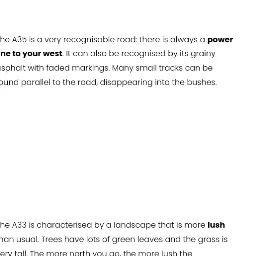 he A35 is a very recognisable road: there is always a power
ne to your west. It can also be recognised by its grainy
sphalt with faded markings. Many small tracks can be
ound parallel to the road, disappearing into the bushes.
he A33 is characterised by a landscape that is more lush
han usual. Trees have lots of green leaves and the grass is
ery tall. The more north you go, the more lush the